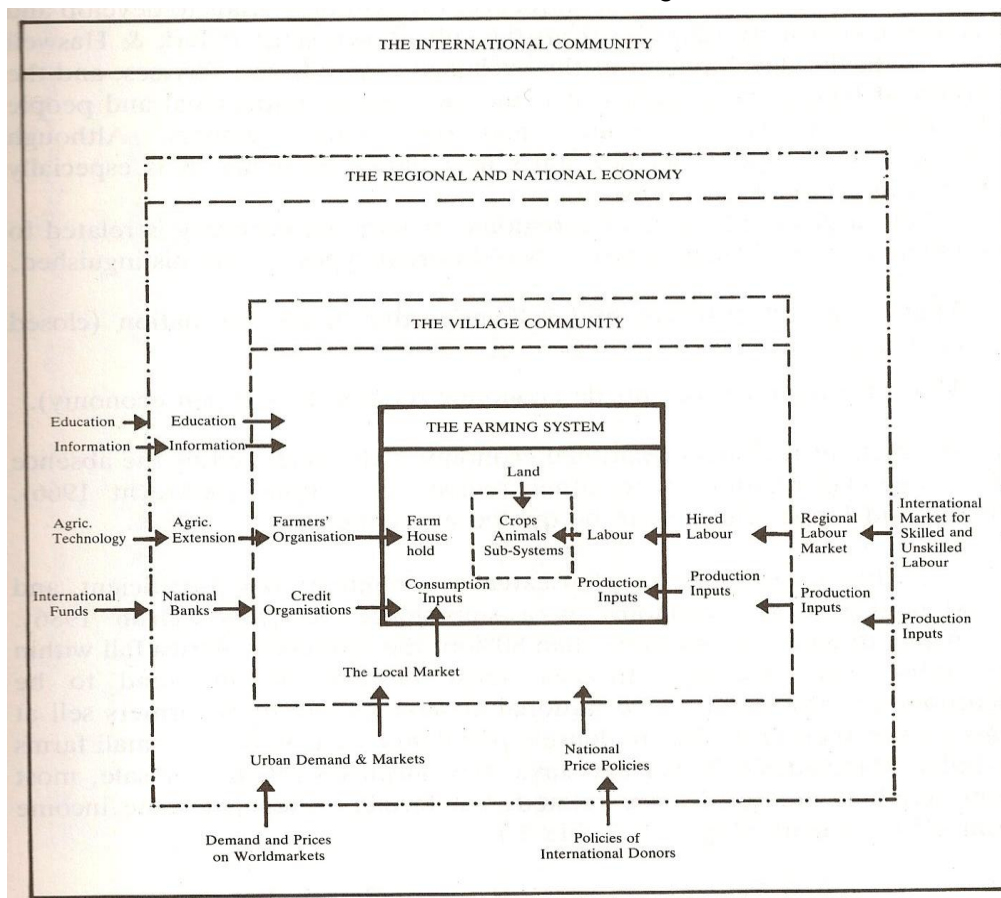 THE INTERNATIONAL COMMUNITY
THE REGIONAL AND NATIONAL ECONOMY
THE VILLAGE COMMUNITY
THE FARMING SYSTEM
Education
Education
Information
Information
Land
Agric.
Technology
Agric.
Extension
Farmers'
Organisation
Farm
House
hold
Crops
Animals
Sub-Systems
Labour
Hired
Labour
Regional
Labour
Market
International
Market for
Skilled and
Unskilled
Labour
International
Funds
National
Banks
Credit
Organisations
Consumption
Inputs
Production
Inputs
Production
Inputs
Production
Inputs
Production
Inputs
The Local Market
Urban Demand & Markets
National
Price Policies
Demand and Prices
on Worldmarkets
Policies of
International Donors